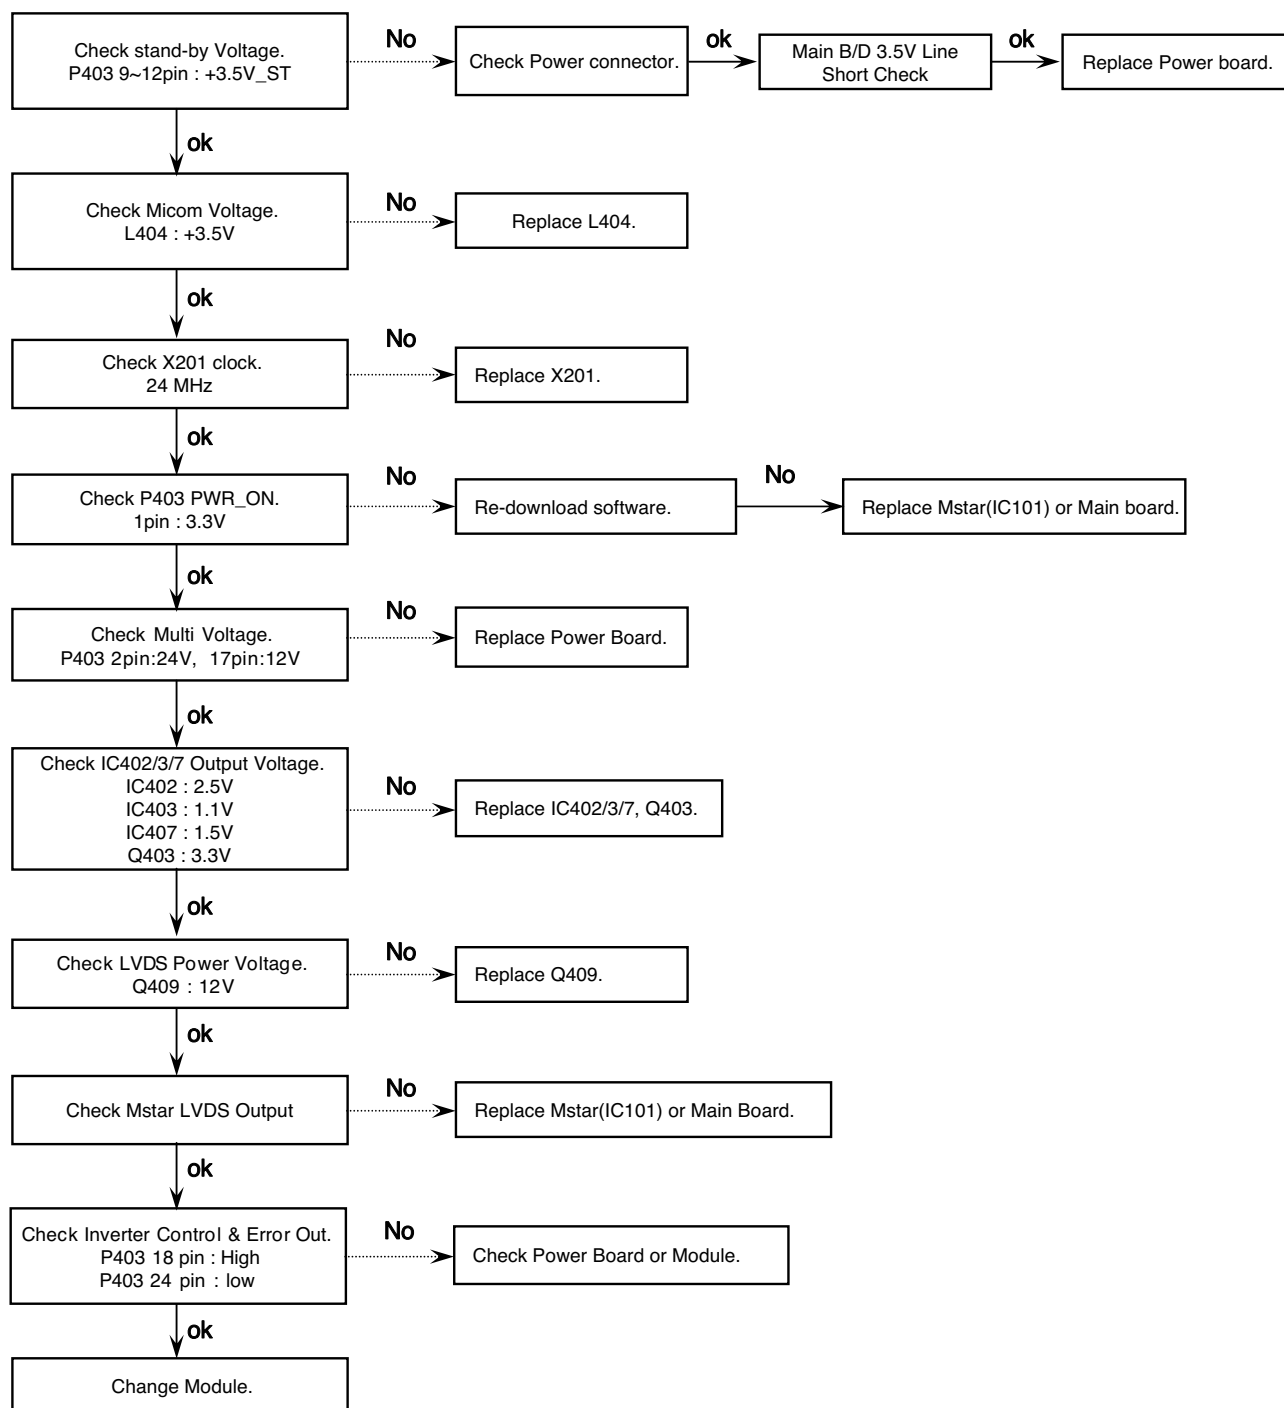 Check stand-by Voltage.
P403 9~12pin : +3.5V_ST
No
Check Power connector.
ok
Main B/D 3.5V Line
Short Check
ok
Replace Power board.
ok
Check Micom Voltage.
L404 : +3.5V
No
Replace L404.
ok
Check X201 clock.
24 MHz
No
Replace X201.
ok
Check P403 PWR_ON.
1pin : 3.3V
No
Re-download software.
No
Replace Mstar(IC101) or Main board.
ok
Check Multi Voltage.
P403 2pin:24V, 17pin:12V
No
Replace Power Board.
ok
Check IC402/3/7 Output Voltage.
IC402 : 2.5V
IC403 : 1.1V
IC407 : 1.5V
Q403 : 3.3V
No
Replace IC402/3/7, Q403.
ok
Check LVDS Power Voltage.
Q409 : 12V
No
Replace Q409.
ok
Check Mstar LVDS Output
No
Replace Mstar(IC101) or Main Board.
ok
Check Inverter Control & Error Out.
P403 18 pin : High
P403 24 pin : low
No
Check Power Board or Module.
ok
Change Module.